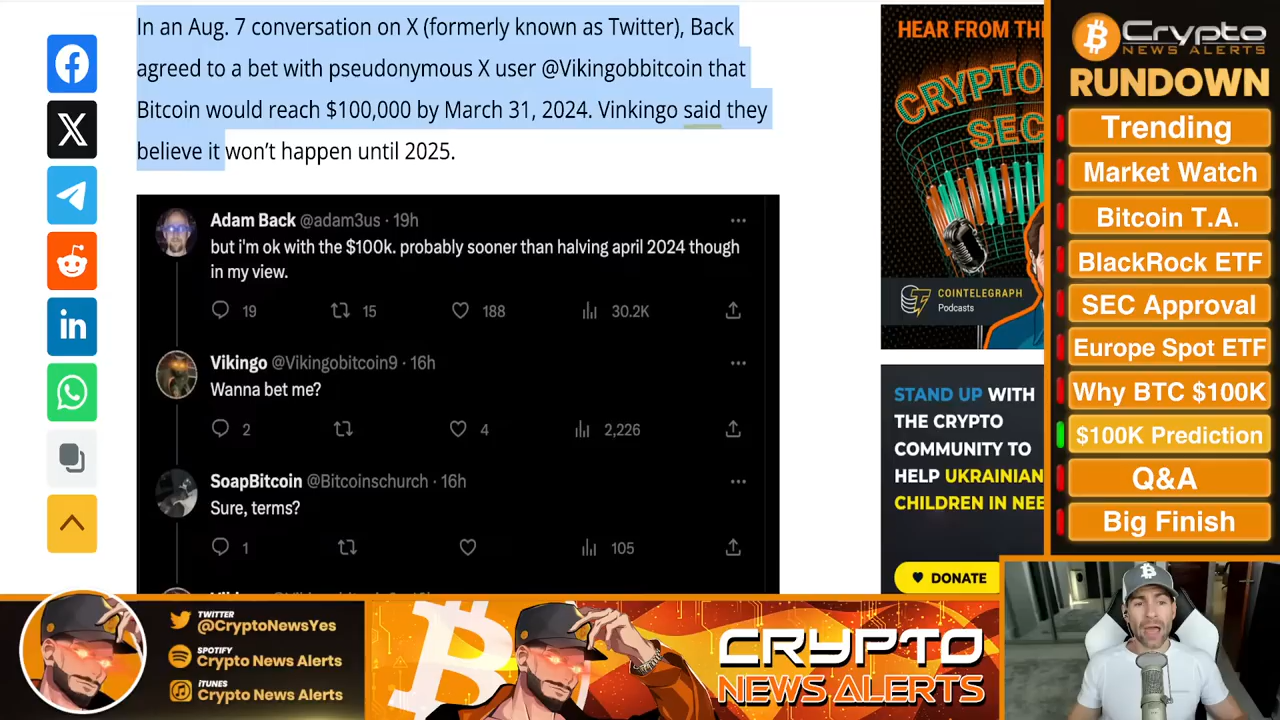 In an Aug. 7 conversation on X (formerly known as Twitter), Back
agreed to a bet with pseudonymous X user @Vikingobbitcoin that
Bitcoin would reach $100,000 by March 31, 2024. Vinkingo said they
believe it won’t happen until 2025.
Adam Back @adam3us · 19h
but i'm ok with the $100k. probably sooner than halving april 2024 though
in my view.
19 15 188 30.2K
Vikingo @Vikingobitcoin9 · 16h
Wanna bet me?
2 4 2,226
SoapBitcoin @Bitcoinschurch · 16h
Sure, terms?
1 105
HEAR FROM THE
CRYPTO
SEC
COINTELEGRAPH
Podcasts
STAND UP WITH
THE CRYPTO
COMMUNITY TO
HELP UKRAINIAN
CHILDREN IN NEE
DONATE
Crypto
NEWS ALERTS
RUNDOWN
Trending
Market Watch
Bitcoin T.A.
BlackRock ETF
SEC Approval
Europe Spot ETF
Why BTC $100K
$100K Prediction
Q&A
Big Finish
TWITTER
@CryptoNewsYes
SPOTIFY
Crypto News Alerts
iTUNES
Crypto News Alerts
CRYPTO
NEWS ALERTS